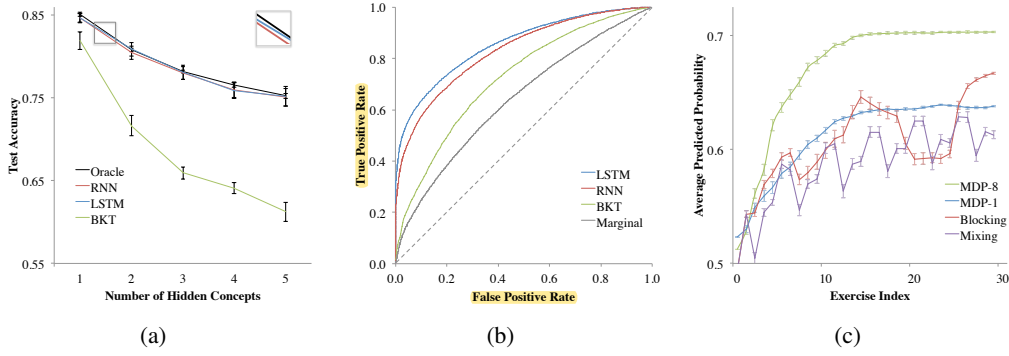 0.85
0.75
0.65
0.55
Test Accuracy
Oracle
RNN
LSTM
BKT
1 2 3 4 5
Number of Hidden Concepts
(a)
1.0
0.8
0.6
0.4
0.2
0.0
True Positive Rate
LSTM
RNN
BKT
Marginal
0.0 0.2 0.4 0.6 0.8 1.0
False Positive Rate
(b)
0.7
0.6
0.5
Average Predicted Probability
MDP-8
MDP-1
Blocking
Mixing
0 10 20 30
Exercise Index
(c)